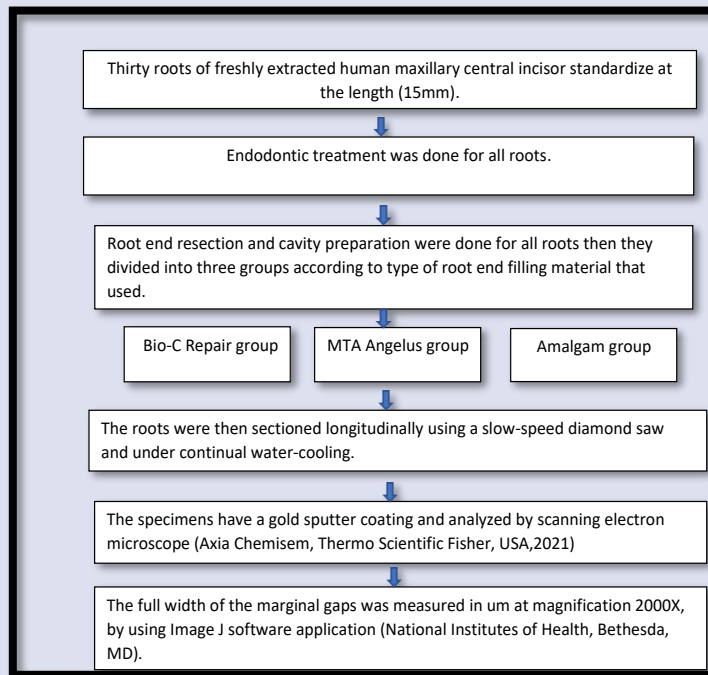 Thirty roots of freshly extracted human maxillary central incisor standardize at
the length (15mm).
Endodontic treatment was done for all roots.
Root end resection and cavity preparation were done for all roots then they
divided into three groups according to type of root end filling material that
used.
Bio-C Repair group
MTA Angelus group
Amalgam group
The roots were then sectioned longitudinally using a slow-speed diamond saw
and under continual water-cooling.
The specimens have a gold sputter coating and analyzed by scanning electron
microscope (Axia Chemisem, Thermo Scientific Fisher, USA,2021)
The full width of the marginal gaps was measured in um at magnification 2000X,
by using Image J software application (National Institutes of Health, Bethesda,
MD).